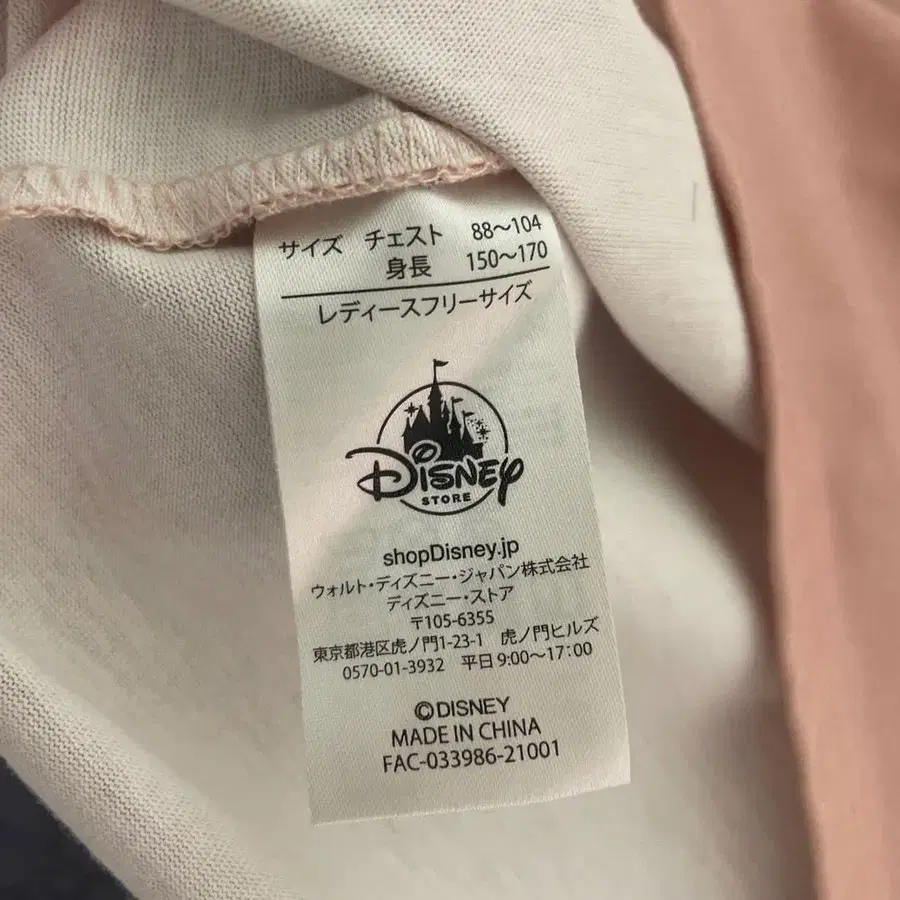 サイズ チェスト 88～104
身長 150～170
レディースフリーサイズ
DISNEY
STORE
shopDisney.jp
ウォルト・ディズニー・ジャパン株式会社
ディズニー・ストア
〒105-6355
東京都港区虎ノ門1-23-1 虎ノ門ヒルズ
0570-01-3932 平日 9:00～17:00
©DISNEY
MADE IN CHINA
FAC-033986-21001